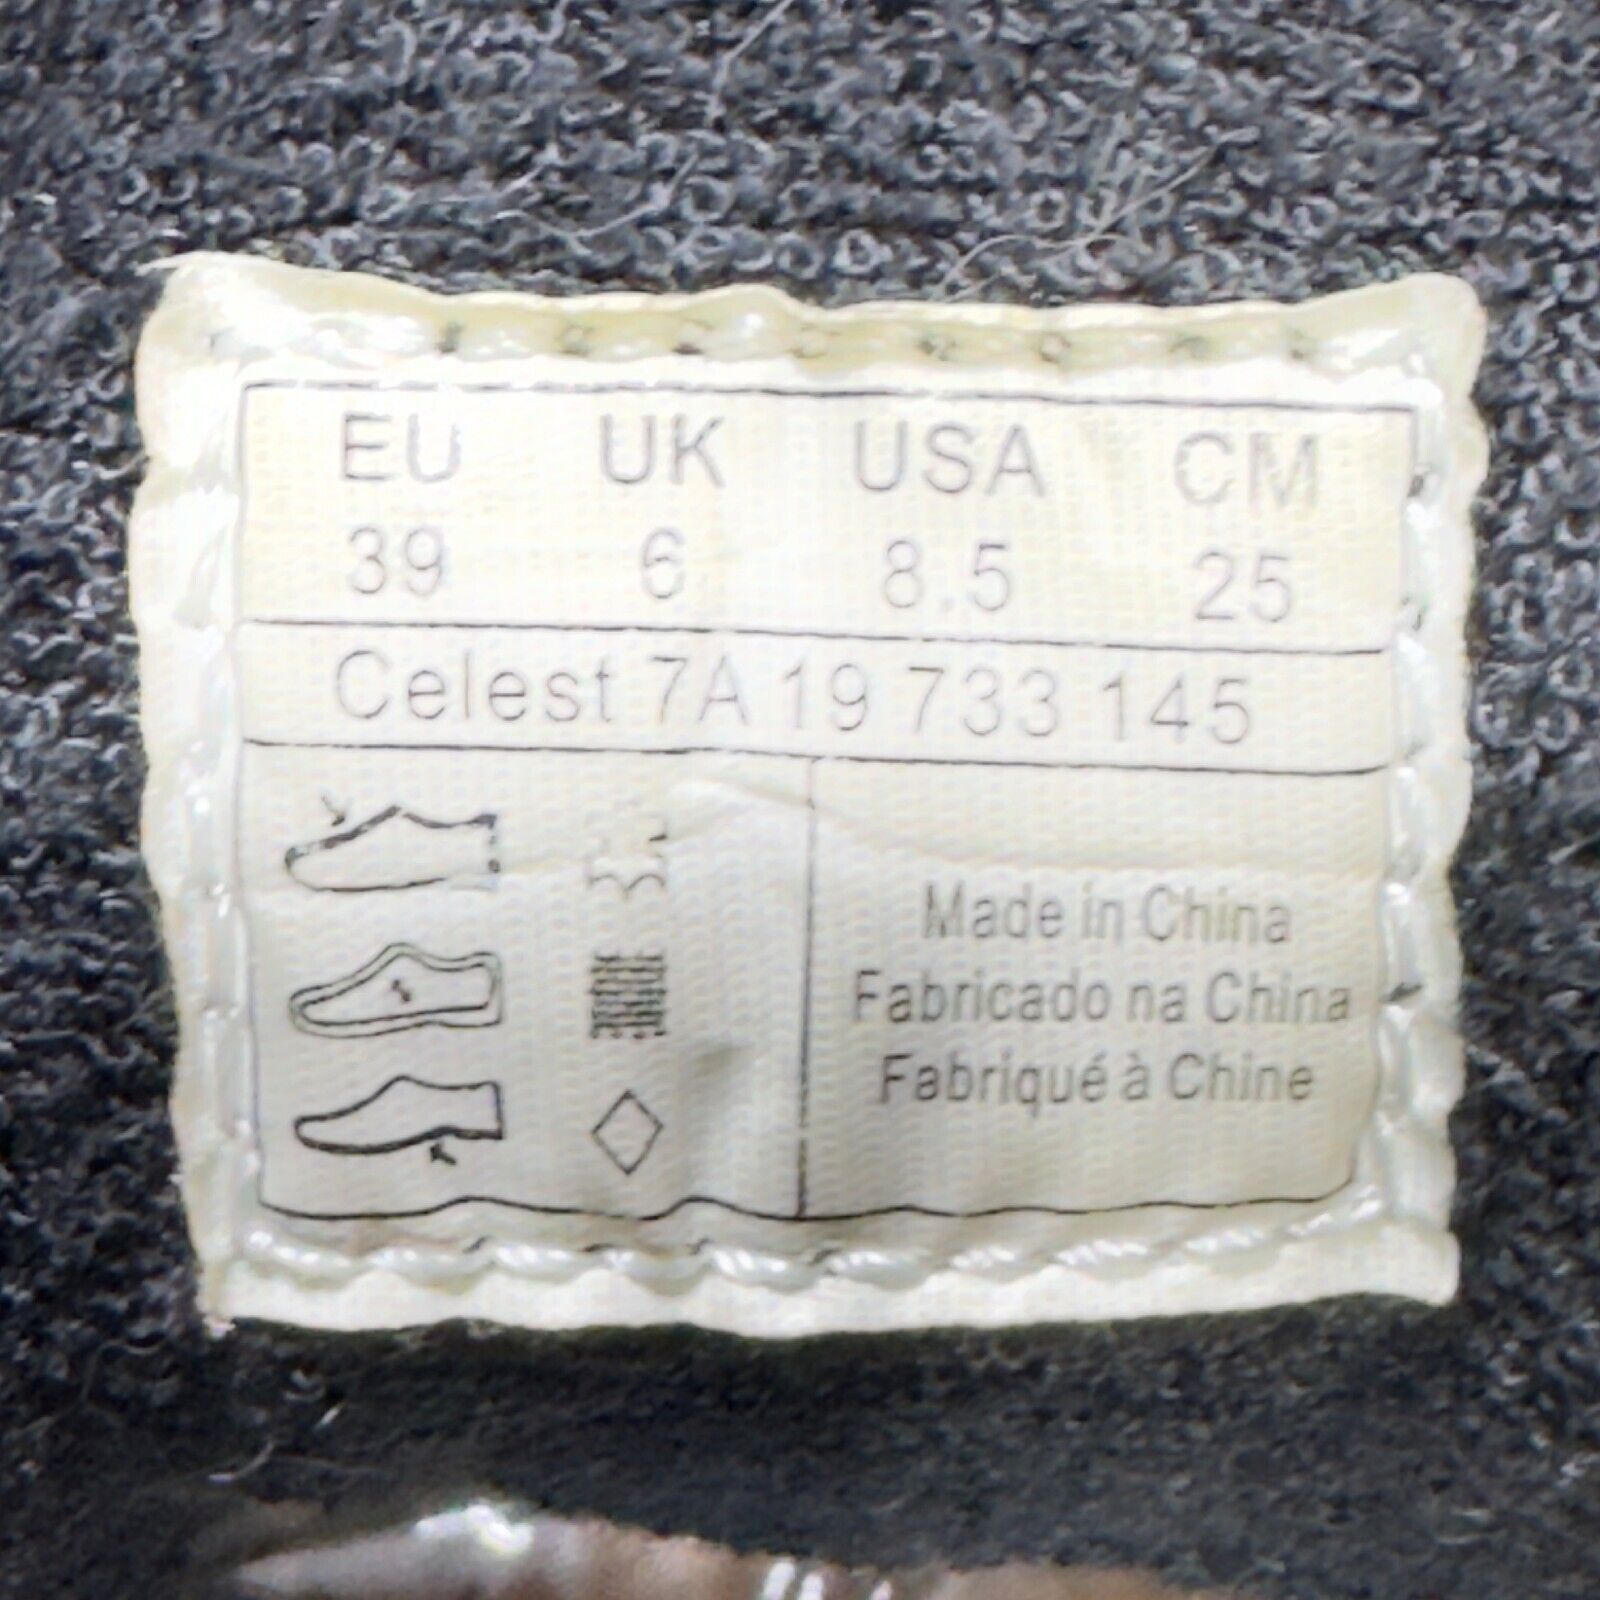 EU UK USA CM
39 6 8.5 25
Celest 7A 19 733 145
Made in China
Fabricado na China
Fabriqué à Chine